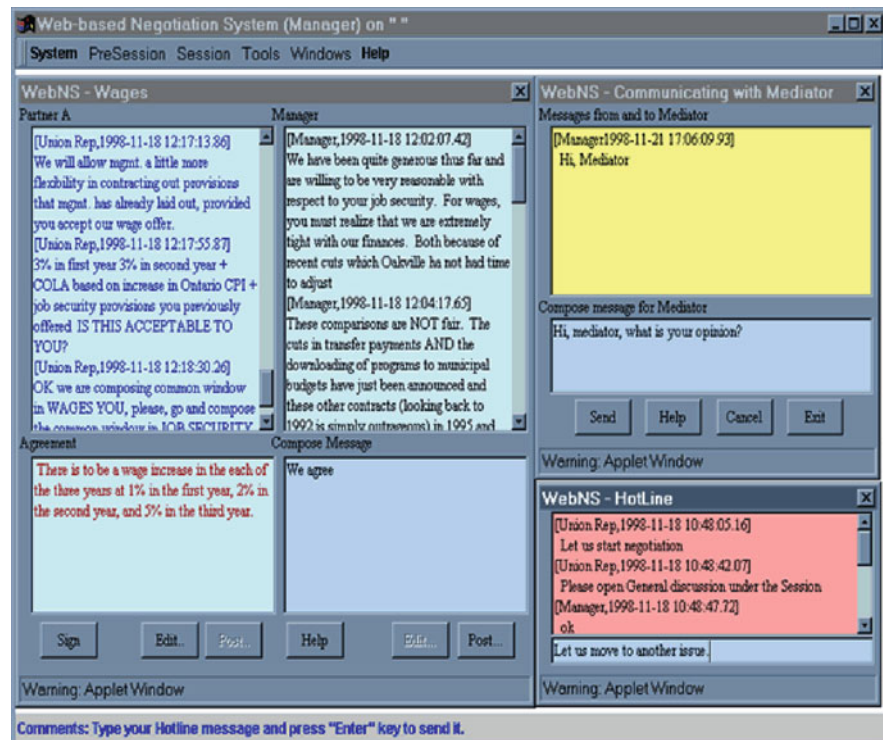 Web-based Negotiation System (Manager) on " "
System PreSession Session Tools Windows Help
WebNS - Wages
Partner A
Manager
[Union Rep,1998-11-18 12:17:13.86]
We will allow mgmt. a little more
flexibility in contracting out provisions
that mgmt. has already laid out, provided
you accept our wage offer.
[Union Rep,1998-11-18 12:17:55.87]
3% in first year 3% in second year +
COLA based on increase in Ontario CPI +
job security provisions you previously
offered IS THIS ACCEPTABLE TO
YOU?
[Union Rep,1998-11-18 12:18:30.26]
OK we are composing common window
in WAGES YOU, please, go and compose
the common window in JOB SECURITY
[Manager,1998-11-18 12:02:07.42]
We have been quite generous thus far and
are willing to be very reasonable with
respect to your job security. For wages,
you must realize that we are extremely
tight with our finances. Both because of
recent cuts which Oakville ha not had time
to adjust
[Manager,1998-11-18 12:04:17.65]
These comparisons are NOT fair. The
cuts in transfer payments AND the
downloading of programs to municipal
budgets have just been announced and
these other contracts (looking back to
1992 is simply outrageous) in 1995 and
Agreement
There is to be a wage increase in the each of
the three years at 1% in the first year, 2% in
the second year, and 5% in the third year.
Compose Message
We agree
Sign Edit.. Post... Help Edit... Post...
Warning: Applet Window
WebNS - Communicating with Mediator
Messages from and to Mediator
[Manager1998-11-21 17:06:09.93]
Hi, Mediator
Compose message for Mediator
Hi, mediator, what is your opinion?
Send Help Cancel Exit
Warning: Applet Window
WebNS - HotLine
[Union Rep,1998-11-18 10:48:05.16]
Let us start negotiation
[Union Rep,1998-11-18 10:48:42.07]
Please open General discussion under the Session
[Manager,1998-11-18 10:48:47.72]
ok
Let us move to another issue.
Warning: Applet Window
Comments: Type your Hotline message and press "Enter" key to send it.